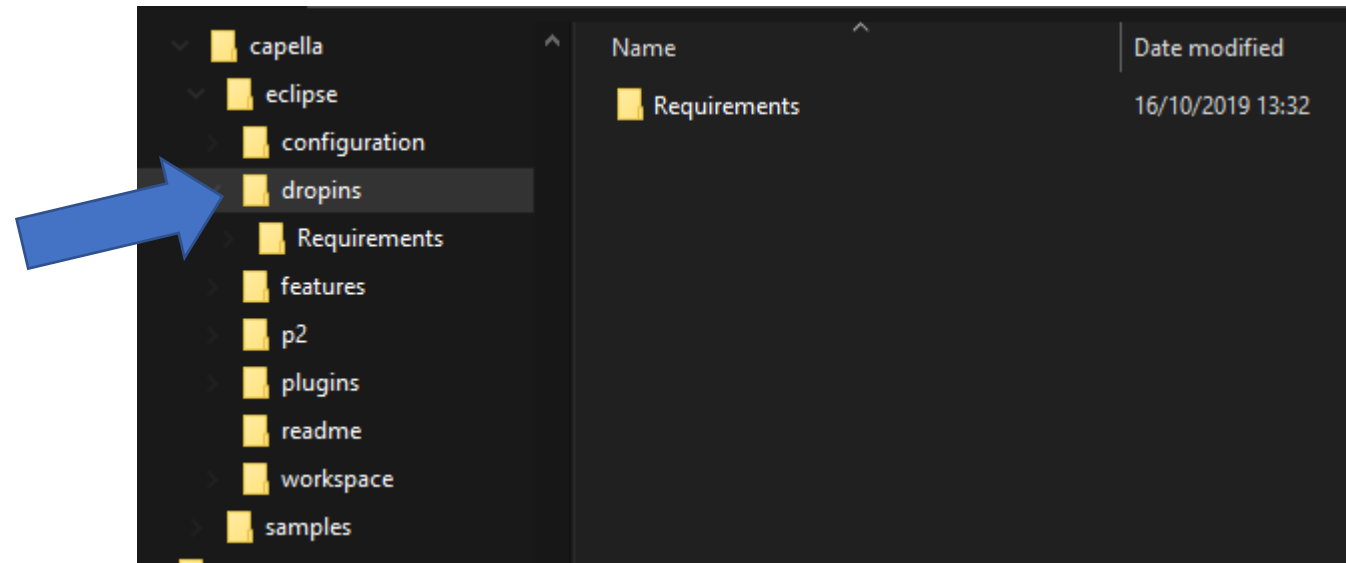 capella
eclipse
configuration
dropins
Requirements
features
p2
plugins
readme
workspace
samples
Name
Date modified
Requirements
16/10/2019 13:32